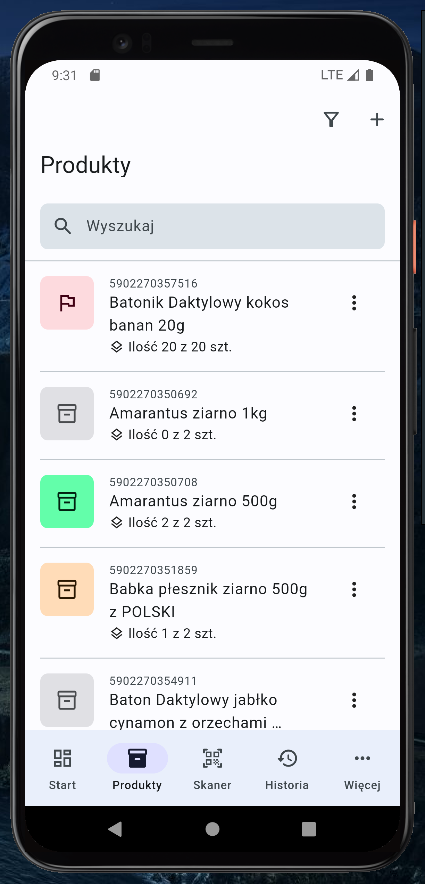 9:31
LTE
Produkty
Wyszukaj
5902270357516
Batonik Daktylowy kokos
banan 20g
Ilość 20 z 20 szt.
5902270350692
Amarantus ziarno 1kg
Ilość 0 z 2 szt.
5902270350708
Amarantus ziarno 500g
Ilość 2 z 2 szt.
5902270351859
Babka płesznik ziarno 500g
z POLSKI
Ilość 1 z 2 szt.
5902270354911
Baton Daktylowy jabłko
cynamon z orzechami ...
Start
Produkty
Skaner
Historia
Więcej